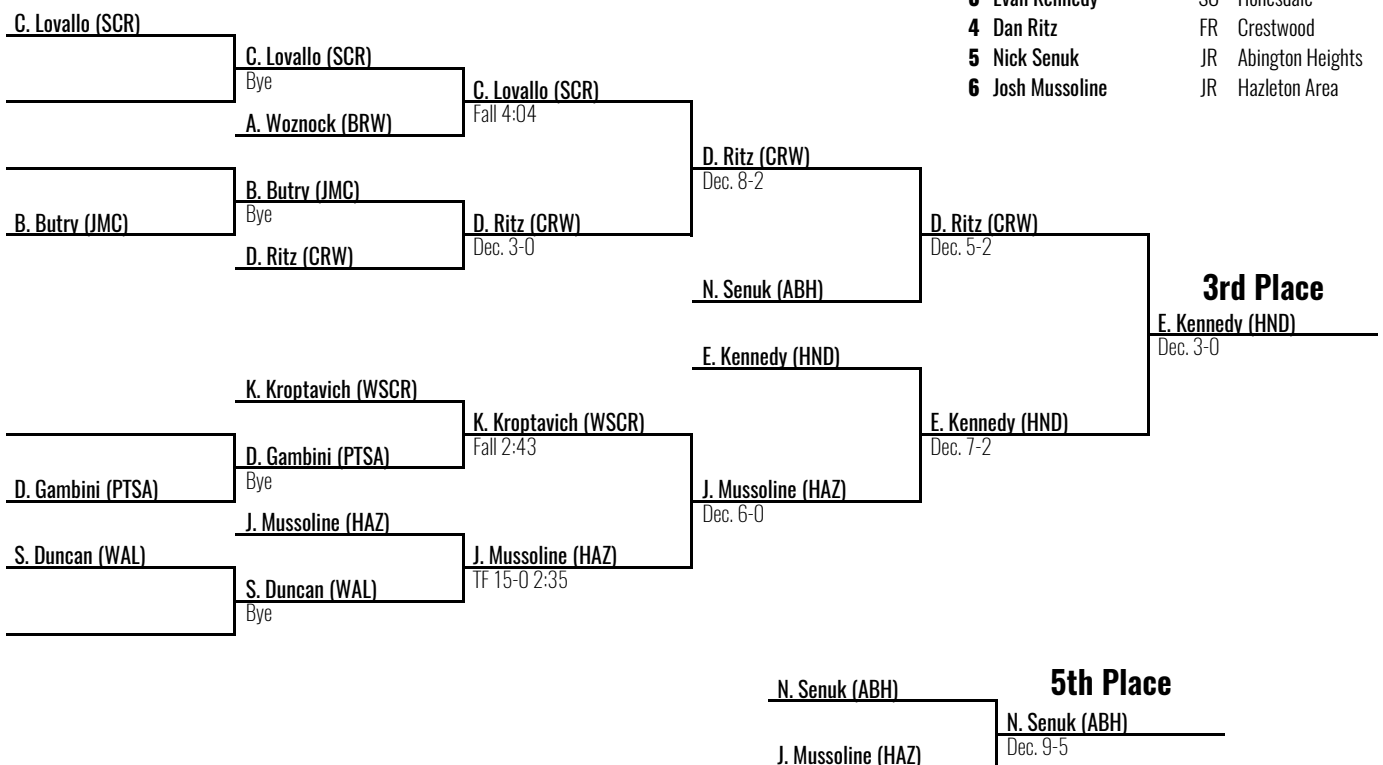 3 Evan Kennedy SO Honesdale
C. Lovallo (SCR)
4 Dan Ritz FR Crestwood
C. Lovallo (SCR)
5 Nick Senuk JR Abington Heights
Bye
C. Lovallo (SCR)
6 Josh Mussoline JR Hazleton Area
Fall 4:04
A. Woznock (BRW)
D. Ritz (CRW)
Dec. 8-2
B. Butry (JMC)
Bye
B. Butry (JMC)
D. Ritz (CRW)
D. Ritz (CRW)
Dec. 3-0
Dec. 5-2
D. Ritz (CRW)
N. Senuk (ABH)
3rd Place
E. Kennedy (HND)
Dec. 3-0
E. Kennedy (HND)
K. Kroptavich (WSCR)
K. Kroptavich (WSCR)
Fall 2:43
E. Kennedy (HND)
Dec. 7-2
D. Gambini (PTSA)
Bye
D. Gambini (PTSA)
J. Mussoline (HAZ)
Dec. 6-0
J. Mussoline (HAZ)
S. Duncan (WAL)
J. Mussoline (HAZ)
TF 15-0 2:35
S. Duncan (WAL)
Bye
5th Place
N. Senuk (ABH)
N. Senuk (ABH)
Dec. 9-5
J. Mussoline (HAZ)